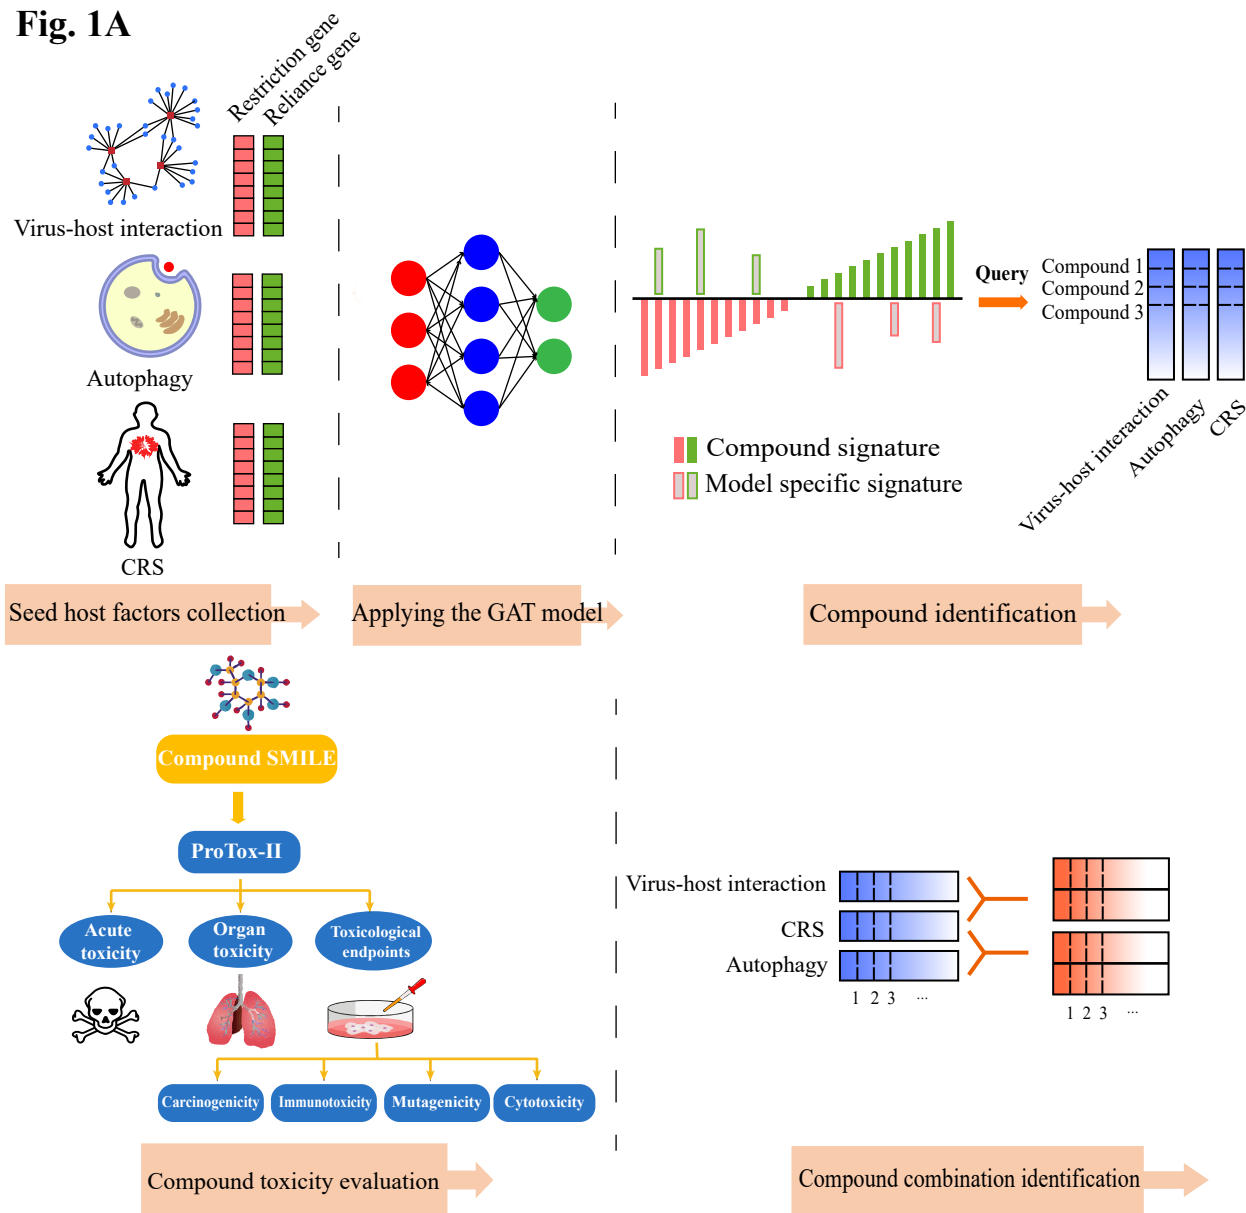 Fig. 1A
Restriction gene
Reliance gene
Virus-host interaction
Autophagy
CRS
Query
Compound 1
Compound 2
Compound 3
Virus-host interaction
Autophagy
CRS
Compound signature
Model specific signature
Seed host factors collection
Applying the GAT model
Compound identification
Compound SMILE
ProTox-II
Acute
toxicity
Organ
toxicity
Toxicological
endpoints
Carcinogenicity
Immunotoxicity
Mutagenicity
Cytotoxicity
Compound toxicity evaluation
Virus-host interaction
CRS
Autophagy
1 2 3 ...
1 2 3 ...
Compound combination identification